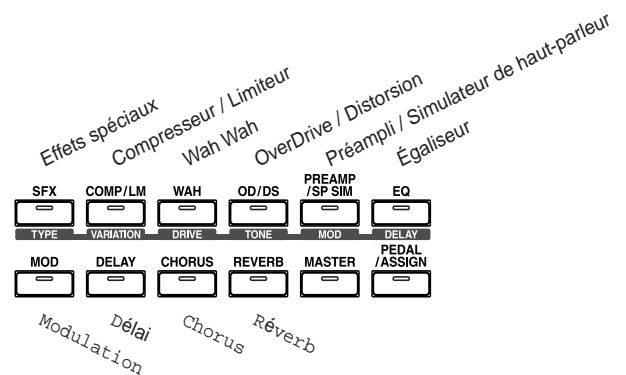 Effets spéciaux
Compresseur / Limiteur
Wah Wah
OverDrive / Distorsion
Préampli / Simulateur de haut-parleur
Égaliseur
SFX
COMP/LM
WAH
OD/DS
PREAMP
/SP SIM
EQ
TYPE
VARIATION
DRIVE
TONE
MOD
DELAY
MOD
DELAY
CHORUS
REVERB
MASTER
PEDAL
/ASSIGN
Modulation
Délai
Chorus
Réverb